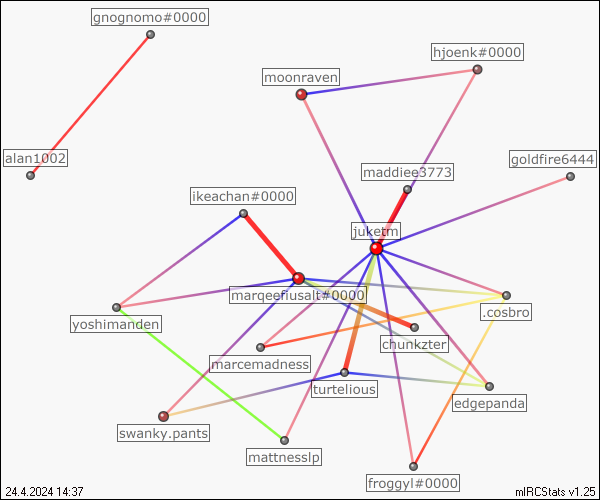 gnognomo#0000
hjoenk#0000
moonraven
alan1002
goldfire6444
maddiee3773
ikeachan#0000
juketm
marqeeriusalt#0000
.cosbro
yoshimanden
chunkzter
marcemadness
turtelious
edgepanda
swanky.pants
mattnesslp
froggyl#0000
24.4.2024 14:37
mIRCStats v1.25